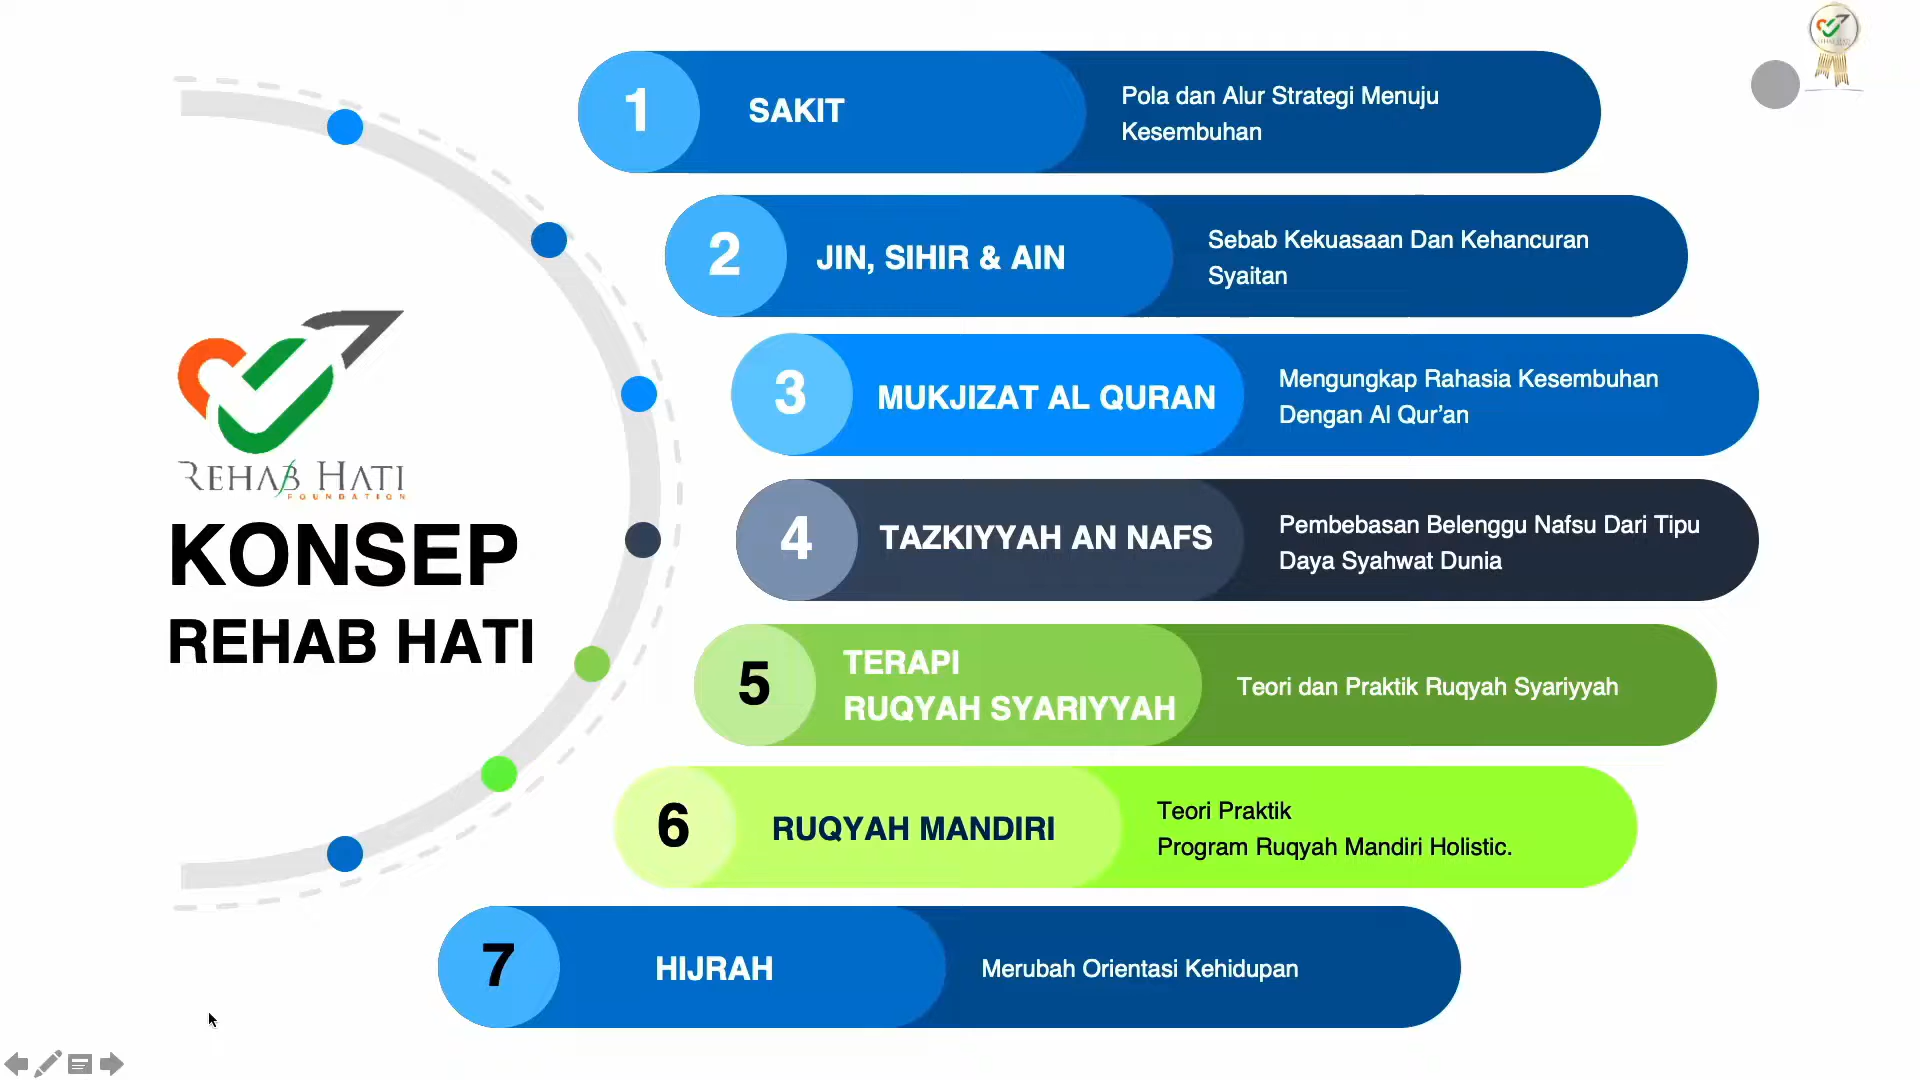 REHAB HATI
FOUNDATION
KONSEP
REHAB HATI
1
SAKIT
Pola dan Alur Strategi Menuju
Kesembuhan
2
JIN, SIHIR & AIN
Sebab Kekuasaan Dan Kehancuran
Syaitan
3
MUKJIZAT AL QURAN
Mengungkap Rahasia Kesembuhan
Dengan Al Qur’an
4
TAZKIYYAH AN NAFS
Pembebasan Belenggu Nafsu Dari Tipu
Daya Syahwat Dunia
5
TERAPI
RUQYAH SYARIYYAH
Teori dan Praktik Ruqyah Syariyyah
6
RUQYAH MANDIRI
Teori Praktik
Program Ruqyah Mandiri Holistic.
7
HIJRAH
Merubah Orientasi Kehidupan